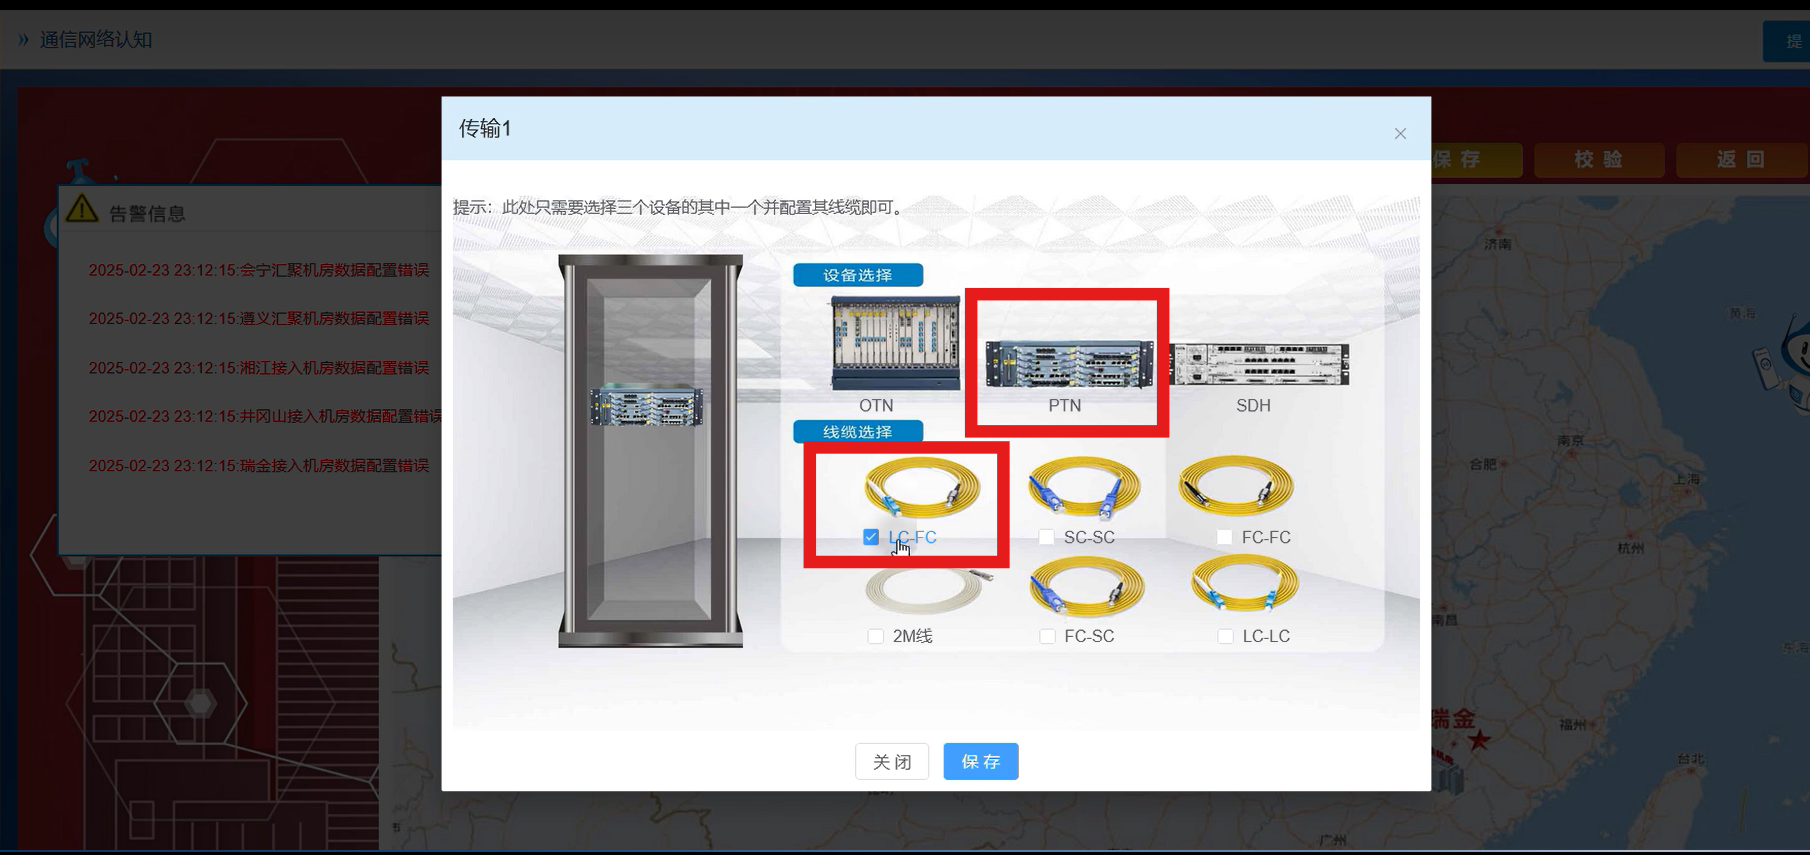 » 通信网络认知
提
传输1
×
保 存
校 验
返 回
告警信息
提示：此处只需要选择三个设备的其中一个并配置其线缆即可。
2025-02-23 23:12:15:会宁汇聚机房数据配置错误
2025-02-23 23:12:15:遵义汇聚机房数据配置错误
2025-02-23 23:12:15:湘江接入机房数据配置错误
2025-02-23 23:12:15:井冈山接入机房数据配置错误
2025-02-23 23:12:15:瑞金接入机房数据配置错误
设备选择
OTN
PTN
SDH
线缆选择
LC-FC
SC-SC
FC-FC
2M线
FC-SC
LC-LC
关 闭
保 存
济南
黄海
南京
合肥
上海
杭州
南昌
东海
瑞金
福州
台北
广州